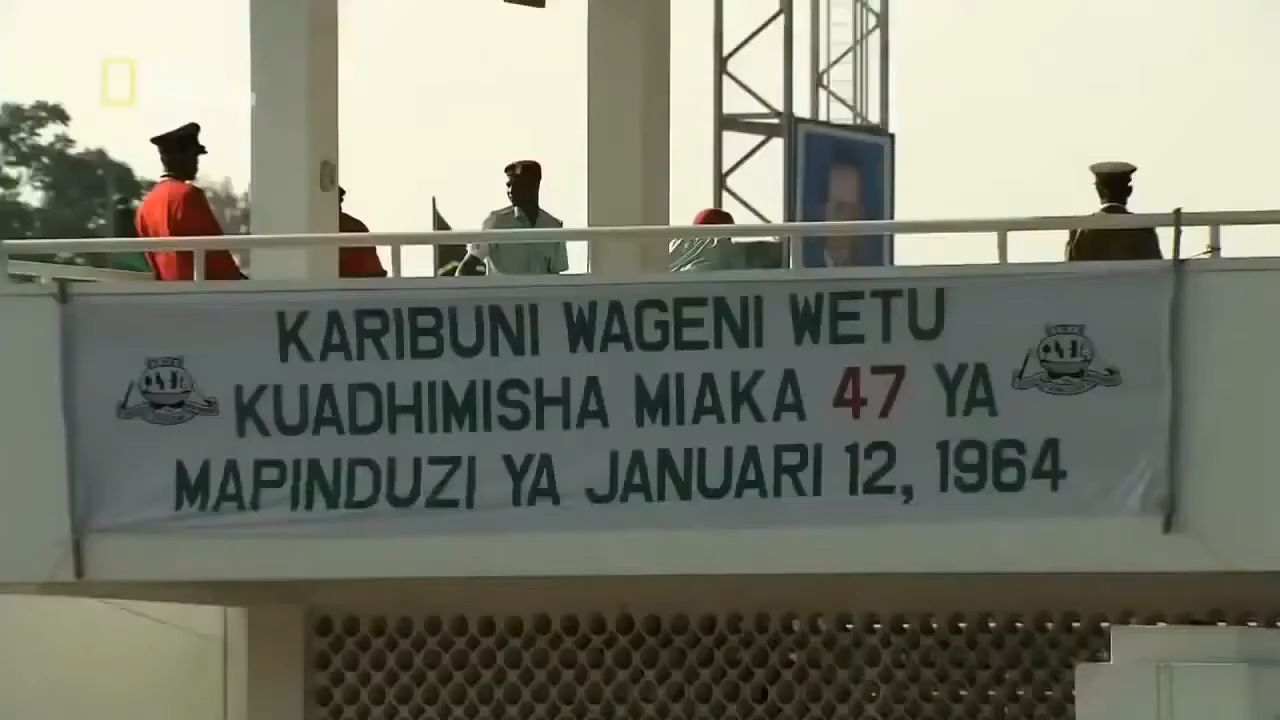 KARIBUNI WAGENI WETU
KUADHIMISHA MIAKA 47 YA
MAPINDUZI YA JANUARI 12, 1964